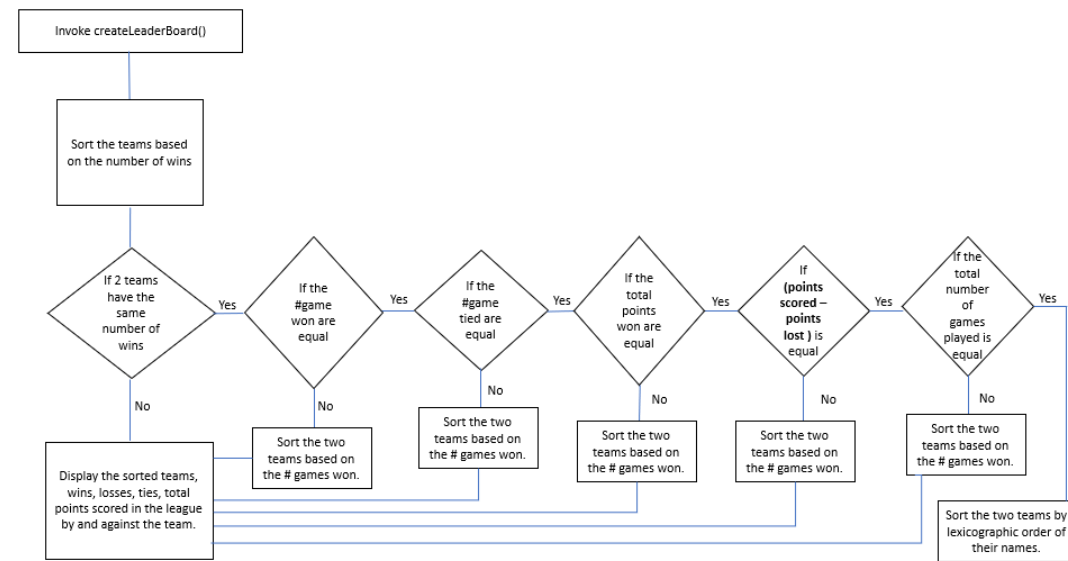 Invoke createLeaderBoard()
Sort the teams based
on the number of wins
If 2 teams
have the
same
number of
wins
Yes
No
If the
#game
won are
equal
Yes
No
If the
#game
tied are
equal
Yes
No
If the
total
points
won are
equal
Yes
No
If
(points
scored –
points
lost ) is
equal
Yes
No
If the
total
number
of
games
played is
equal
Yes
No
Display the sorted teams,
wins, losses, ties, total
points scored in the league
by and against the team.
Sort the two
teams based on
the # games won.
Sort the two
teams based on
the # games won.
Sort the two
teams based on
the # games won.
Sort the two
teams based on
the # games won.
Sort the two
teams based on
the # games won.
Sort the two teams by
lexicographic order of
their names.